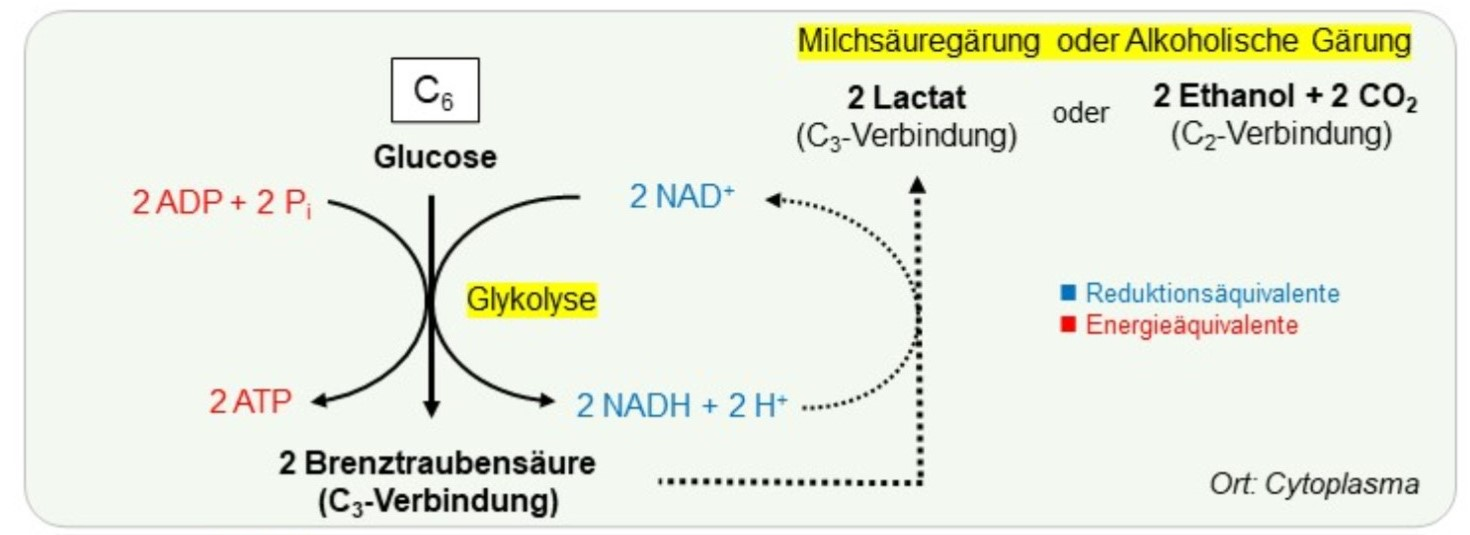 Milchsäuregärung oder Alkoholische Gärung
C₆
2 Lactat oder 2 Ethanol + 2 CO₂
(C₃-Verbindung) (C₂-Verbindung)
Glucose
2 ADP + 2 Pᵢ
2 NAD⁺
Glykolyse
Reduktionsäquivalente
Energieäquivalente
2 ATP
2 NADH + 2 H⁺
2 Brenztraubensäure
(C₃-Verbindung)
Ort: Cytoplasma